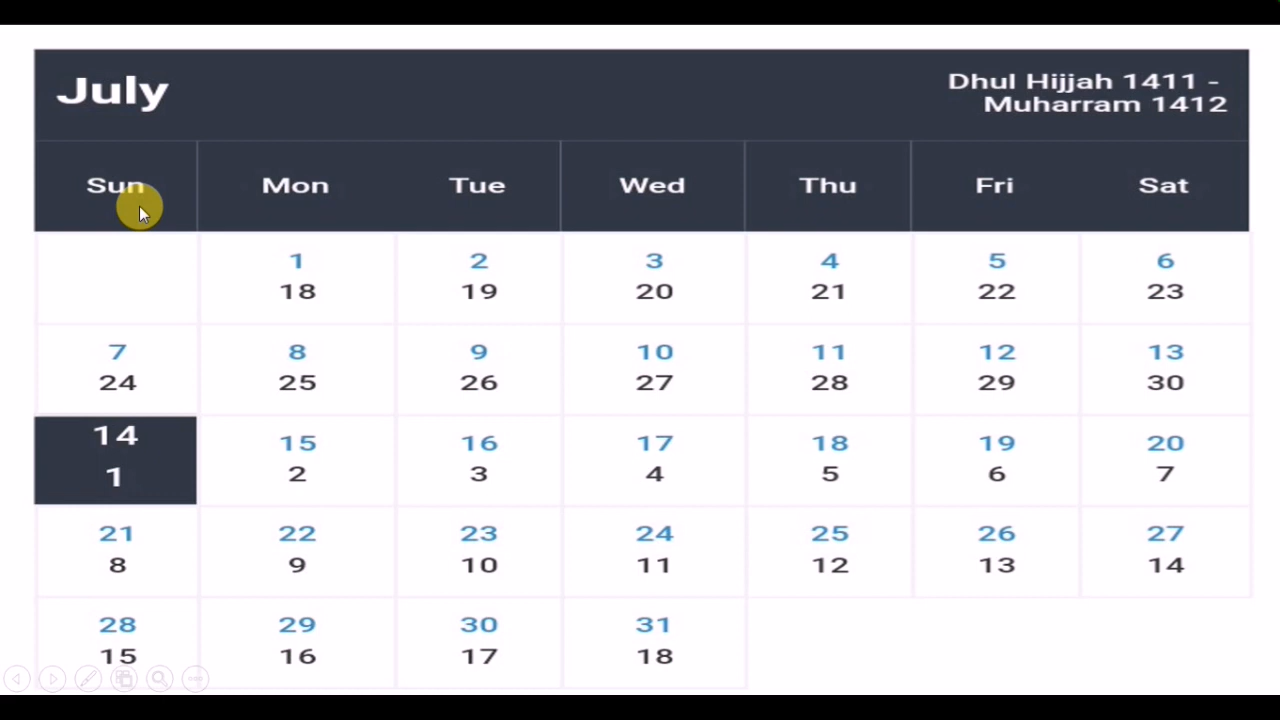 July
Dhul Hijjah 1411 -
Muharram 1412
Sun Mon Tue Wed Thu Fri Sat
1 2 3 4 5 6
18 19 20 21 22 23
7 8 9 10 11 12 13
24 25 26 27 28 29 30
14 15 16 17 18 19 20
1 2 3 4 5 6 7
21 22 23 24 25 26 27
8 9 10 11 12 13 14
28 29 30 31
15 16 17 18